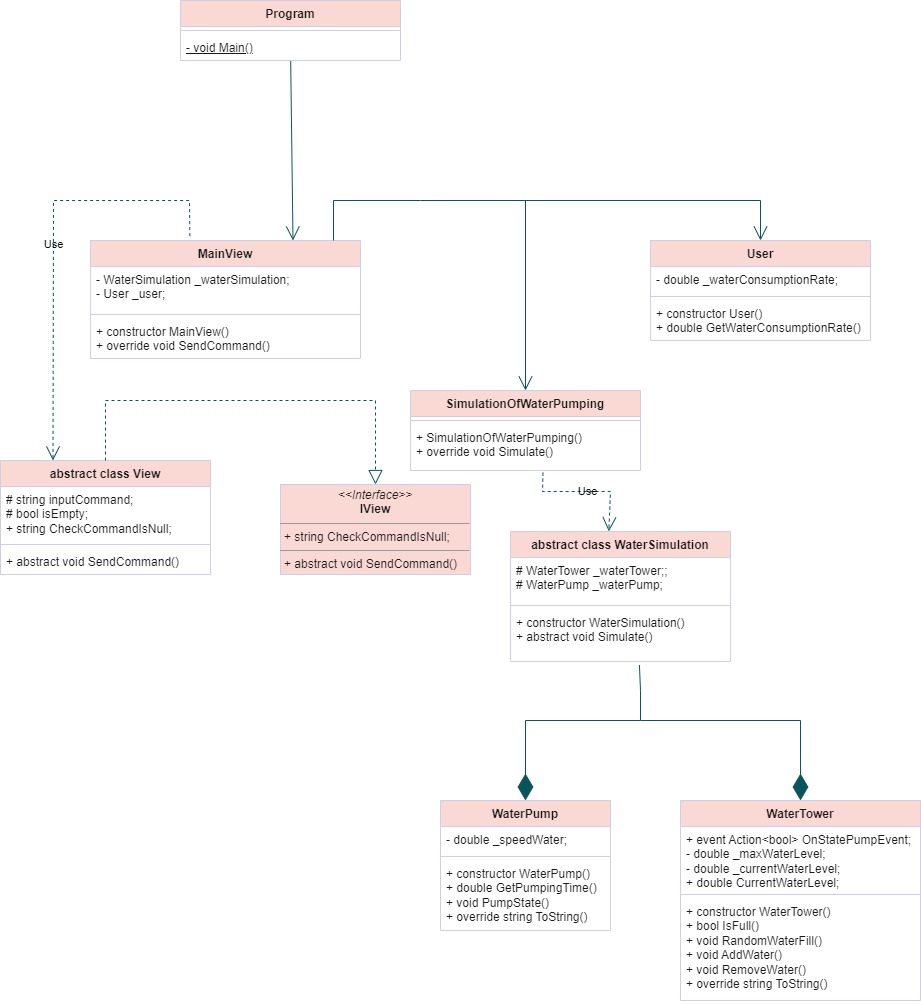 Program
- void Main()
Use
MainView
- WaterSimulation _waterSimulation;
- User _user;
+ constructor MainView()
+ override void SendCommand()
User
- double _waterConsumptionRate;
+ constructor User()
+ double GetWaterConsumptionRate()
SimulationOfWaterPumping
+ SimulationOfWaterPumping()
+ override void Simulate()
abstract class View
# string inputCommand;
# bool isEmpty;
+ string CheckCommandIsNull;
+ abstract void SendCommand()
<<Interface>>
IView
+ string CheckCommandIsNull;
+ abstract void SendCommand()
Use
abstract class WaterSimulation
# WaterTower _waterTower;;
# WaterPump _waterPump;
+ constructor WaterSimulation()
+ abstract void Simulate()
WaterPump
- double _speedWater;
+ constructor WaterPump()
+ double GetPumpingTime()
+ void PumpState()
+ override string ToString()
WaterTower
+ event Action<bool> OnStatePumpEvent;
- double _maxWaterLevel;
- double _currentWaterLevel;
+ double CurrentWaterLevel;
+ constructor WaterTower()
+ bool IsFull()
+ void RandomWaterFill()
+ void AddWater()
+ void RemoveWater()
+ override string ToString()